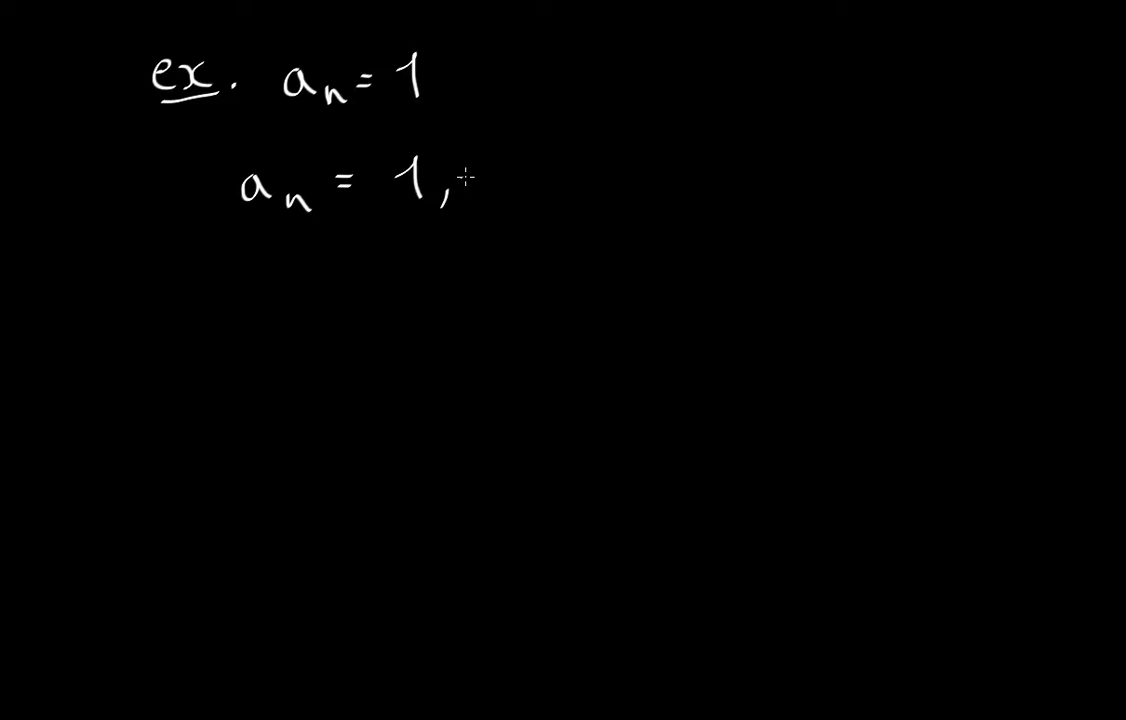 ex. aₙ = 1
aₙ = 1,